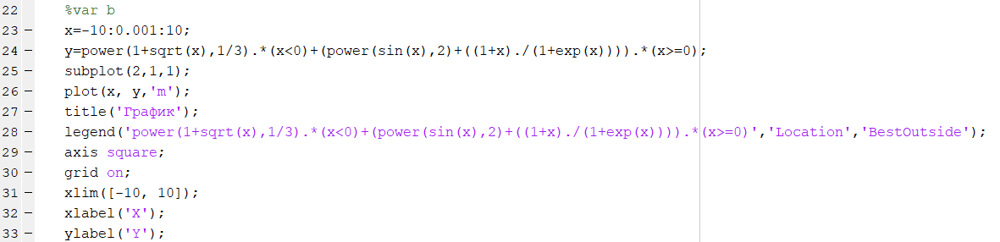 22 %var b
23 — x=-10:0.001:10;
24 — y=power(1+sqrt(x),1/3).*(x<0)+(power(sin(x),2)+((1+x)./(1+exp(x)))).*(x>=0);
25 — subplot(2,1,1);
26 — plot(x, y,'m');
27 — title('График');
28 — legend('power(1+sqrt(x),1/3).*(x<0)+(power(sin(x),2)+((1+x)./(1+exp(x)))).*(x>=0)','Location','BestOutside');
29 — axis square;
30 — grid on;
31 — xlim([-10, 10]);
32 — xlabel('X');
33 — ylabel('Y');